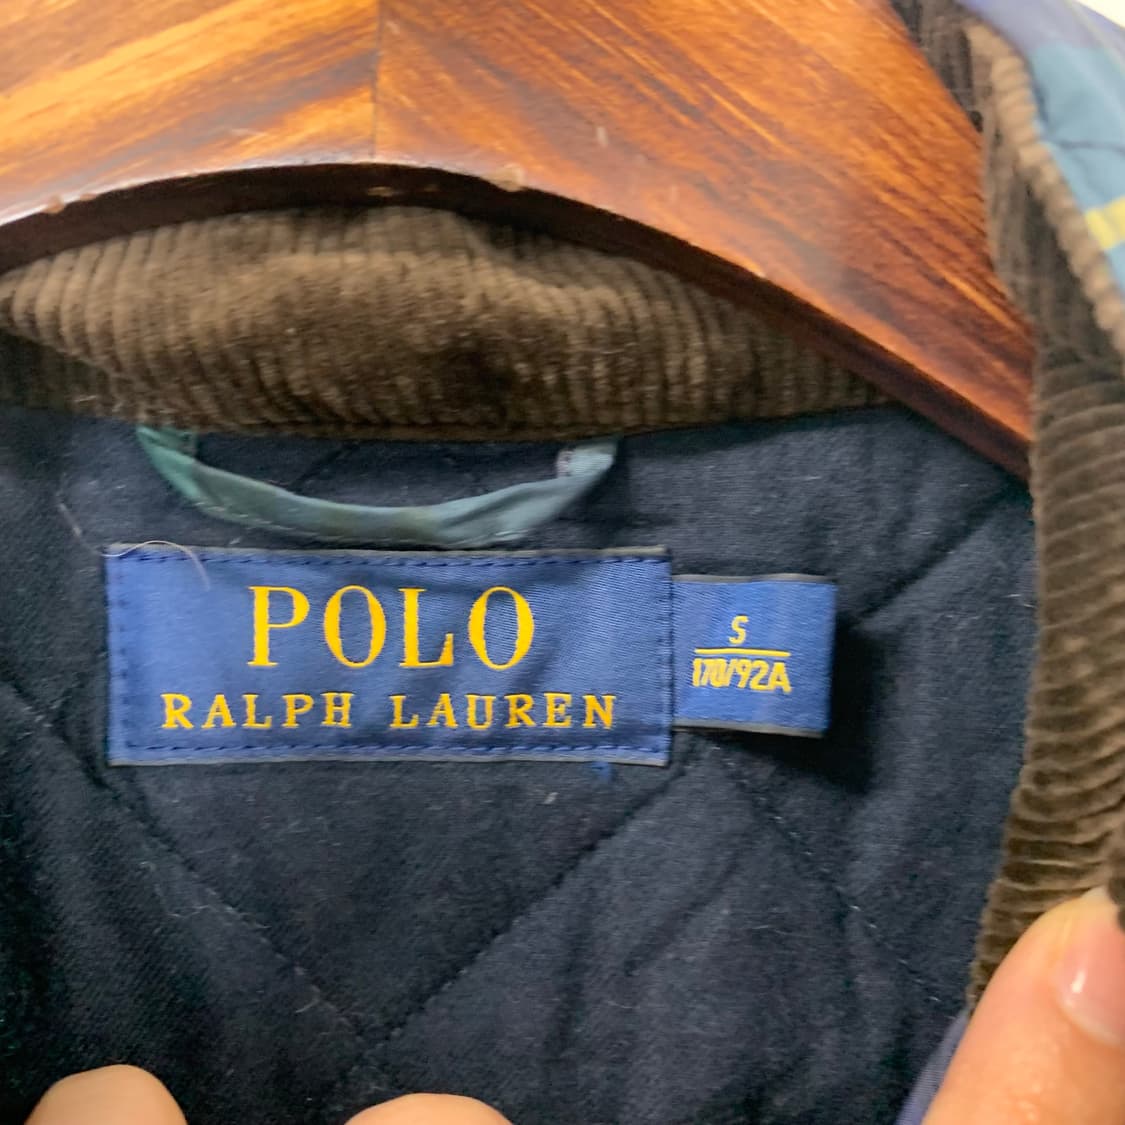 POLO
RALPH LAUREN
S
170/92A